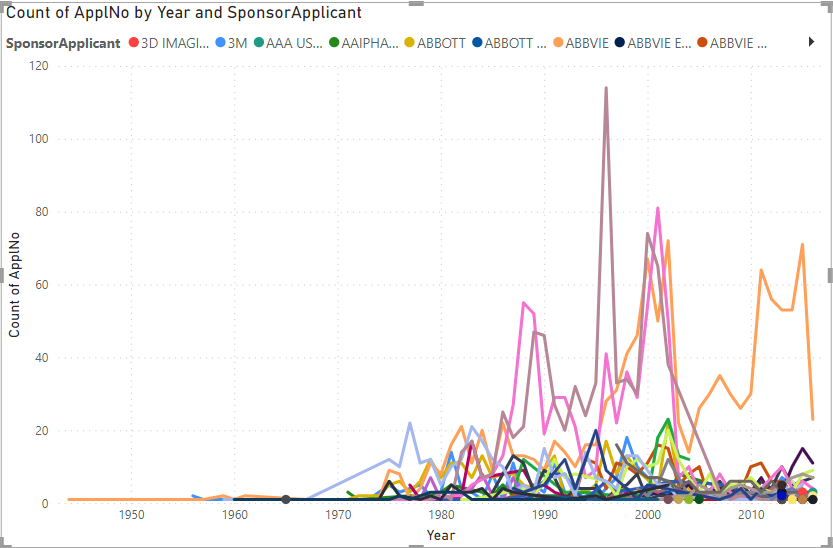 Count of ApplNo by Year and SponsorApplicant
SponsorApplicant 3D IMAGI... 3M AAA US... AAIPHA... ABBOTT ABBOTT ... ABBVIE ABBVIE E... ABBVIE ...
120
100
80
60
40
20
0
Count of ApplNo
1950 1960 1970 1980 1990 2000 2010
Year